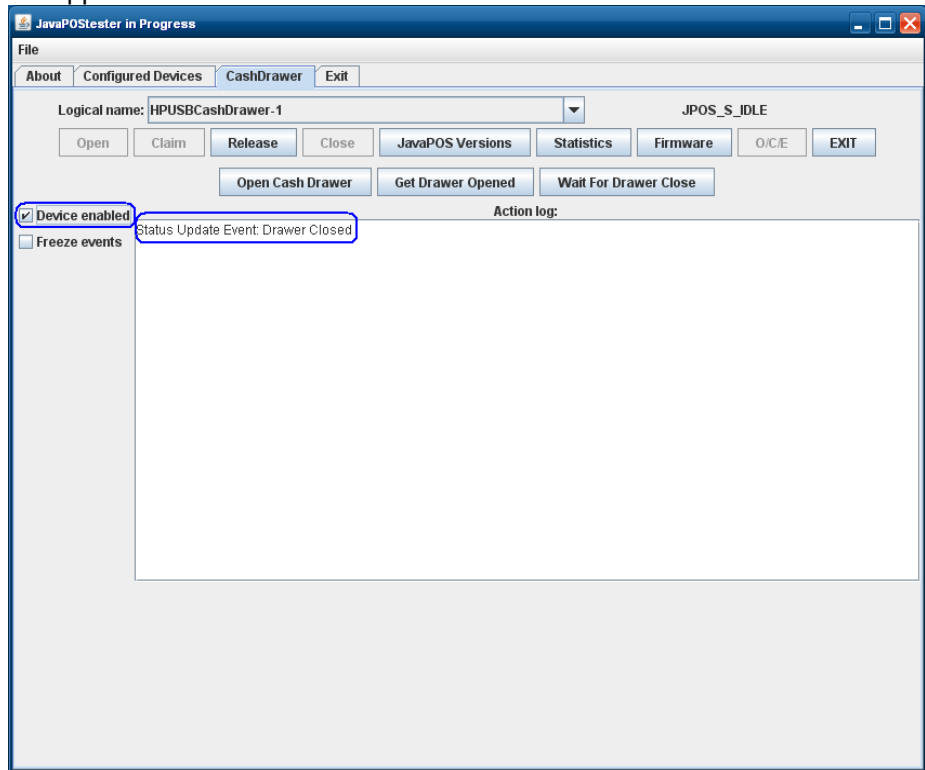 JavaPOStester in Progress
File
About Configured Devices CashDrawer Exit
Logical name: HPUSBCashDrawer-1 JPOS_S_IDLE
Open Claim Release Close JavaPOS Versions Statistics Firmware O/C/E EXIT
Open Cash Drawer Get Drawer Opened Wait For Drawer Close
Device enabled Action log:
Status Update Event: Drawer Closed
Freeze events